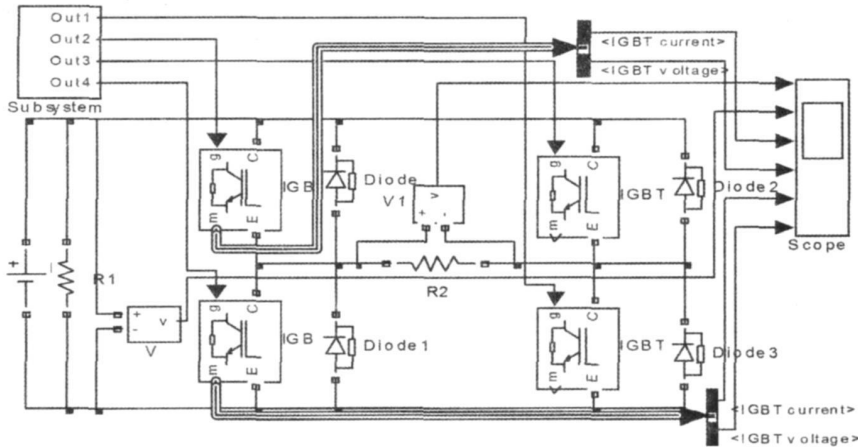 Out1
Out2
Out3
Out4
Subsystem
<IGBT current>
<IGBT voltage>
Scope
g
C
m
E
IGB
Diode
V1
v
+
-
g
C
m
E
IGBT
Diode2
+
R1
R2
+
-
v
V
g
C
m
E
IGB
Diode1
g
C
m
E
IGBT
Diode3
<IGBT current>
<IGBT voltage>